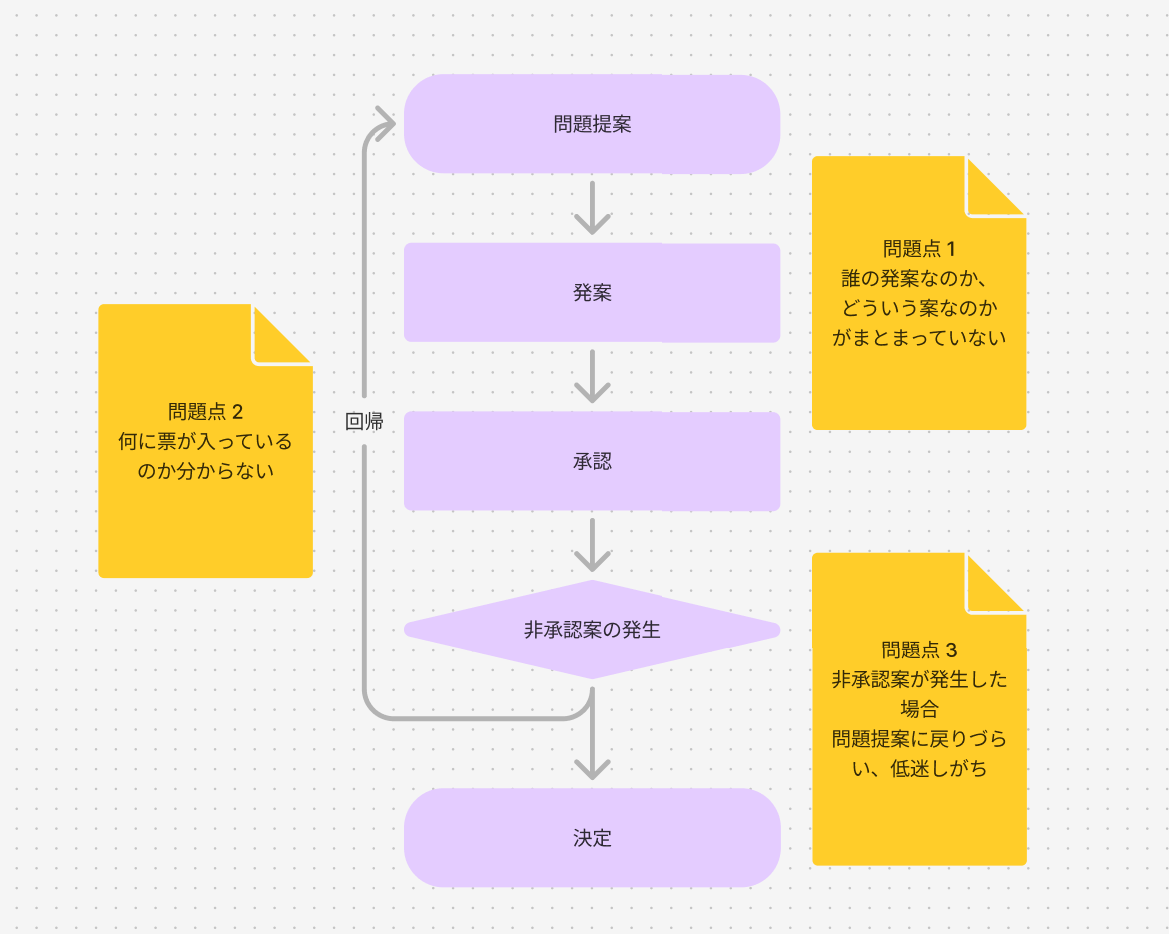 問題提案
発案
承認
非承認案の発生
決定
回帰
問題点 1
誰の発案なのか、
どういう案なのか
がまとまっていない
問題点 2
何に票が入っている
のか分からない
問題点 3
非承認案が発生した
場合
問題提案に戻りづら
い、低迷しがち